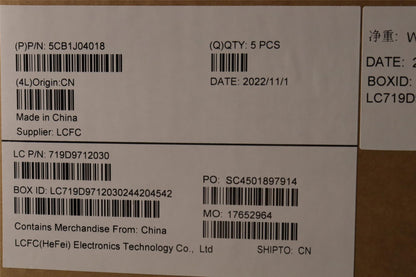 (P)P/N: 5CB1J04018
(Q)QTY: 5 PCS
(4L)Origin:CN
DATE: 2022/11/1
Made in China
Supplier: LCFC
LC P/N: 719D9712030
PO: SC4501897914
BOX ID: LC719D9712030244204542
MO: 17652964
Contains Merchandise From: China
LCFC(HeFei) Electronics Technology Co., Ltd
SHIPTO: CN
净重:
DATE: 2
BOXID:
LC719D9